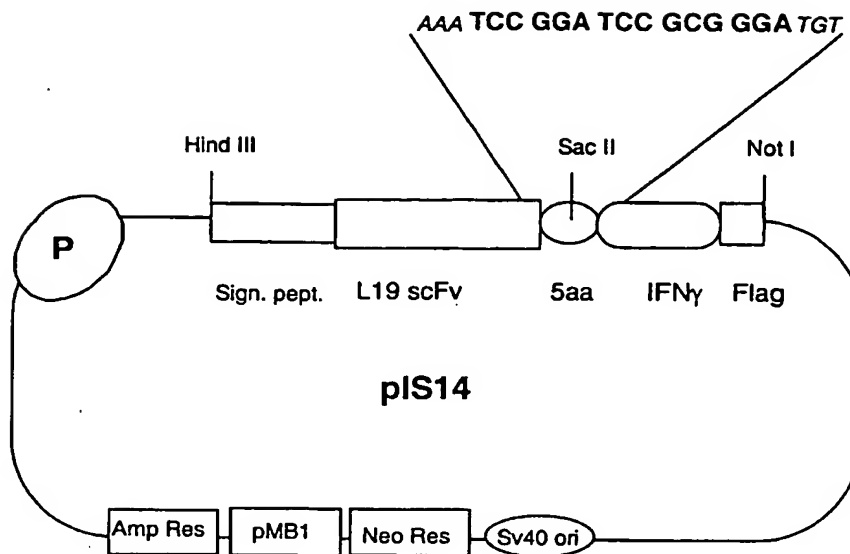 AAA TCC GGA TCC GCG GGA TGT
Hind III
Sac II
Not I
P
Sign. pept.
L19 scFv
5aa
IFNγ
Flag
pIS14
Amp Res
pMB1
Neo Res
Sv40 ori